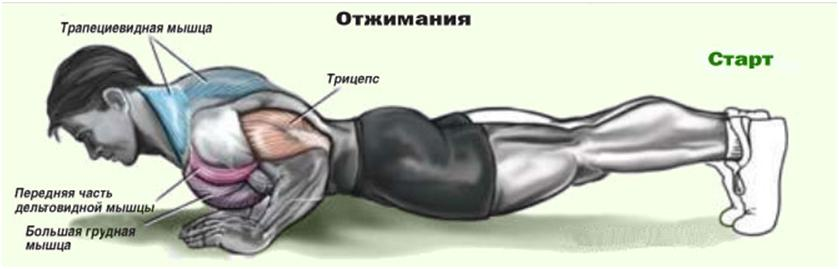 Отжимания
Трапециевидная мышца
Старт
Трицепс
Передняя часть
дельтовидной мышцы
Большая грудная
мышца